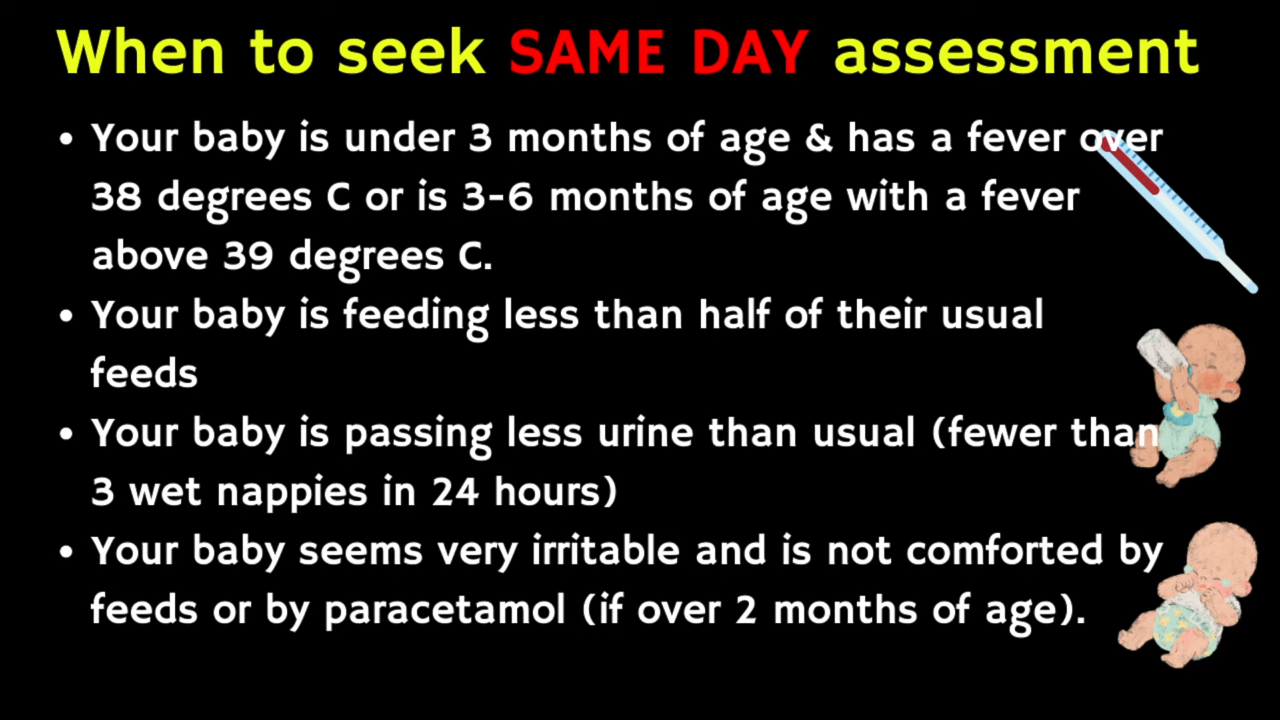 When to seek SAME DAY assessment
• Your baby is under 3 months of age & has a fever over
38 degrees C or is 3-6 months of age with a fever
above 39 degrees C.
• Your baby is feeding less than half of their usual
feeds
• Your baby is passing less urine than usual (fewer than
3 wet nappies in 24 hours)
• Your baby seems very irritable and is not comforted by
feeds or by paracetamol (if over 2 months of age).